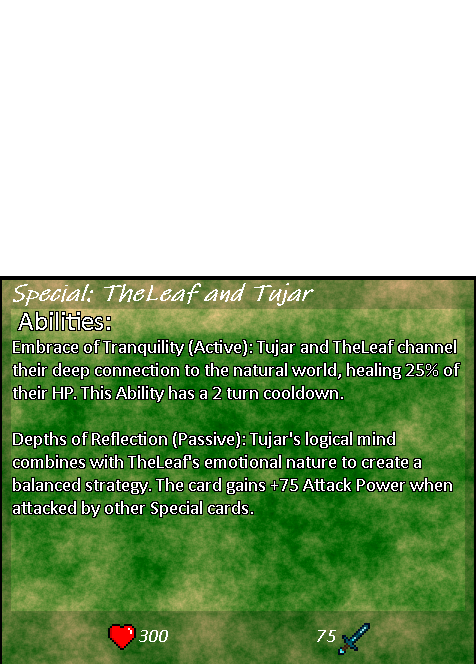 Special: TheLeaf and Tujar
Abilities:
Embrace of Tranquility (Active): Tujar and TheLeaf channel
their deep connection to the natural world, healing 25% of
their HP. This Ability has a 2 turn cooldown.
Depths of Reflection (Passive): Tujar's logical mind
combines with TheLeaf's emotional nature to create a
balanced strategy. The card gains +75 Attack Power when
attacked by other Special cards.
300 75